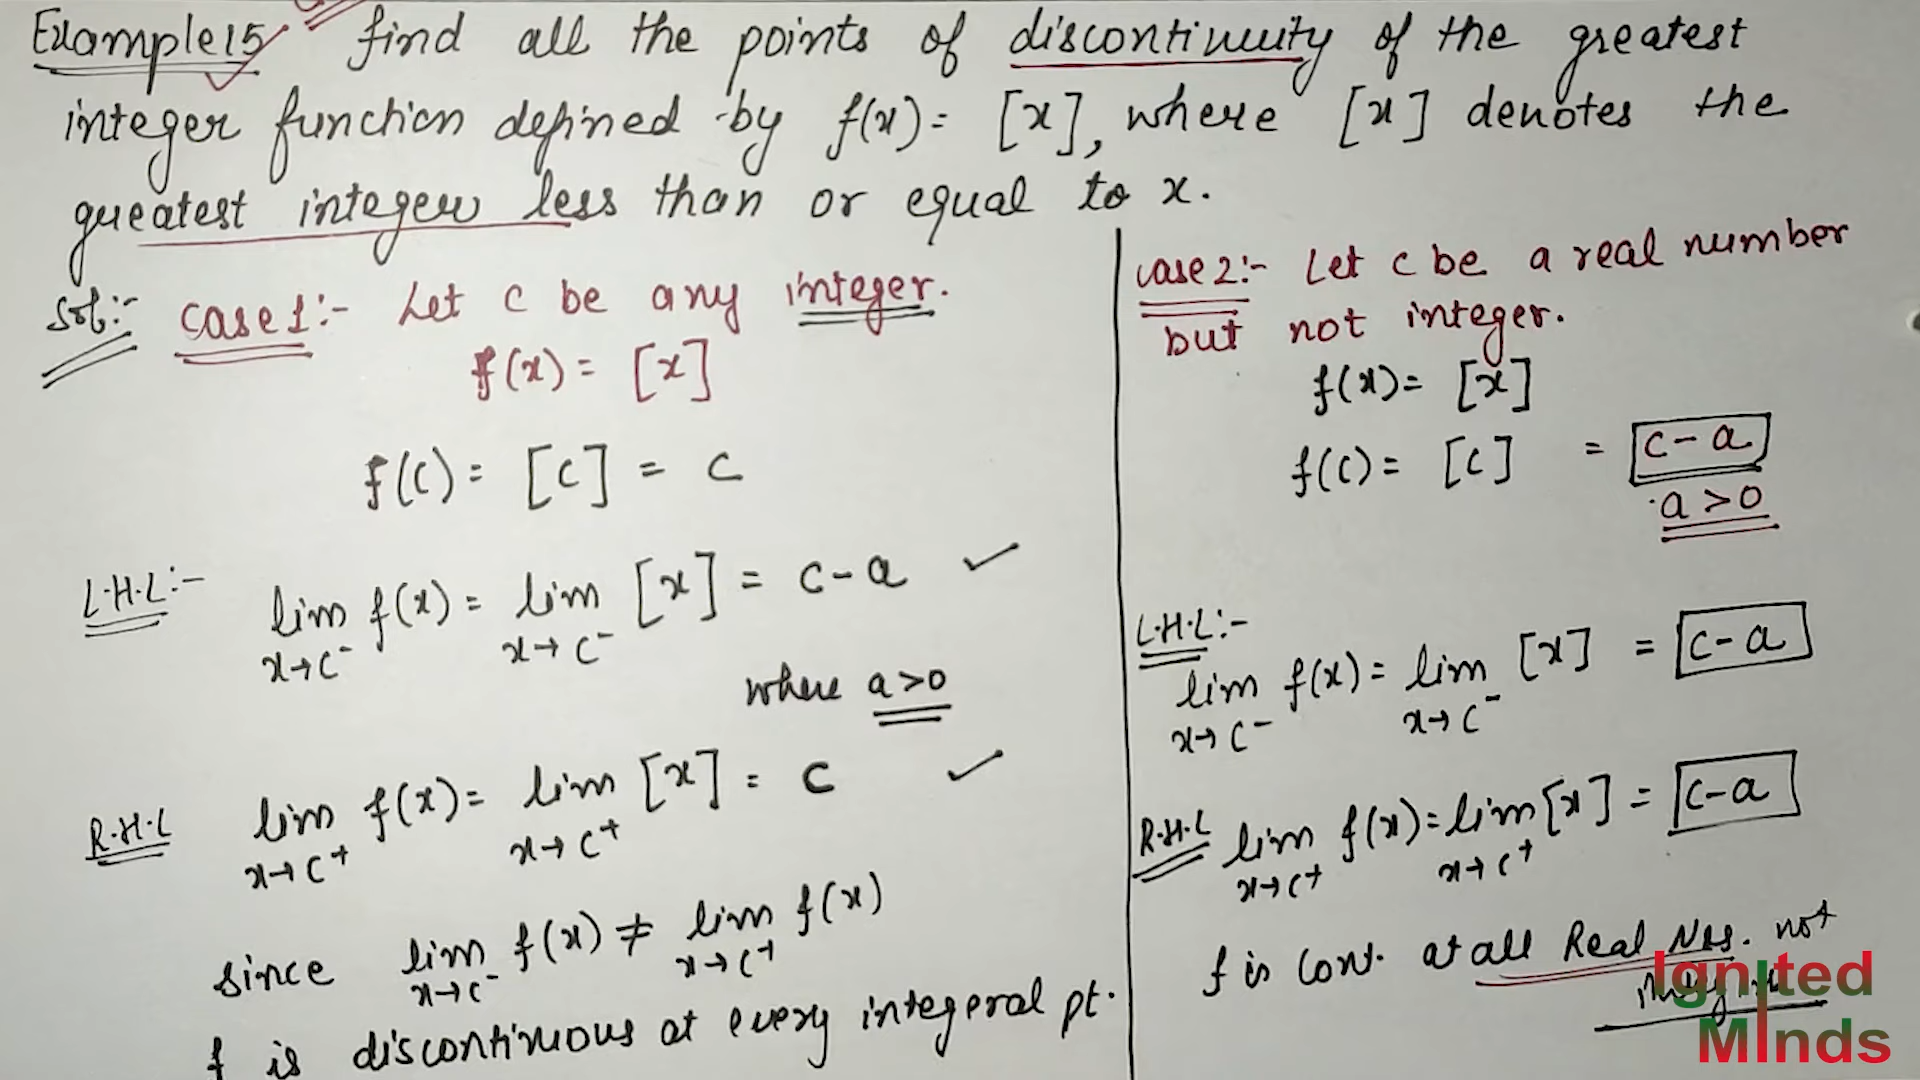 Example 15 find all the points of discontinuity of the greatest
integer function defined by f(x) = [x], where [x] denotes the
greatest integer less than or equal to x.
Sol:-
Case 1:- Let c be any integer.
f(x) = [x]
f(c) = [c] = c
L.H.L:-
lim f(x) = lim [x] = c-a ✓
x→c⁻ x→c⁻
where a>0
R.H.L lim f(x) = lim [x] = c ✓
x→c⁺ x→c⁺
since lim f(x) ≠ lim f(x)
x→c⁻ x→c⁺
f is discontinuous at every integral pt.
Case 2:- Let c be a real number
but not integer.
f(x) = [x]
f(c) = [c] = c-a
a>0
L.H.L:-
lim f(x) = lim [x] = c-a
x→c⁻ x→c⁻
R.H.L lim f(x) = lim [x] = c-a
x→c⁺ x→c⁺
f is cont. at all Real Nos. not
Ignited
Minds